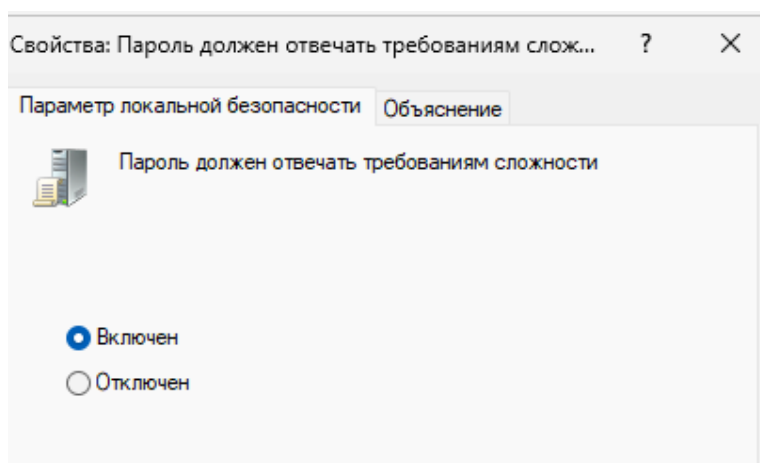 Свойства: Пароль должен отвечать требованиям слож... ? ×
Параметр локальной безопасности Объяснение
Пароль должен отвечать требованиям сложности
Включен
Отключен